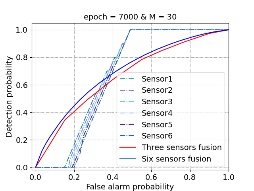 epoch = 7000 & M = 30
1.0
0.8
0.6
0.4
0.2
0.0
Detection probability
Sensor1
Sensor2
Sensor3
Sensor4
Sensor5
Sensor6
Three sensors fusion
Six sensors fusion
0.0 0.2 0.4 0.6 0.8 1.0
False alarm probability